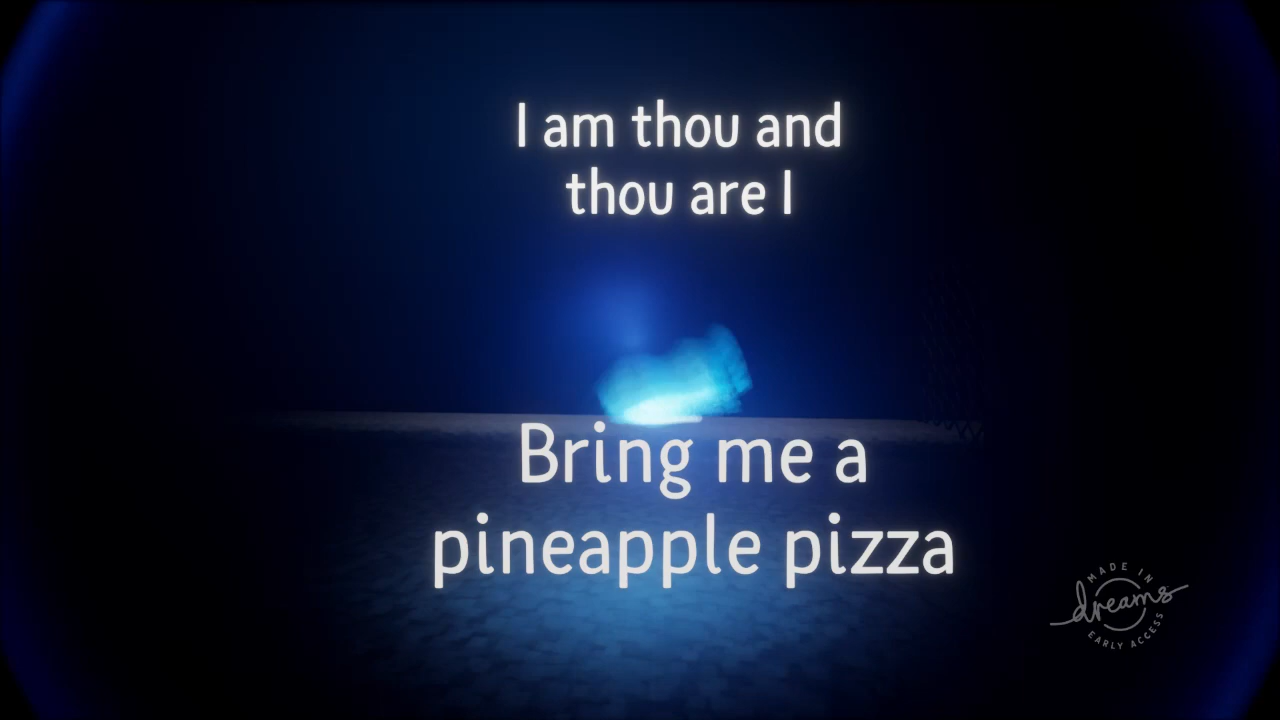 I am thou and
thou are I
Bring me a
pineapple pizza
MADE IN
dreams
EARLY ACCESS